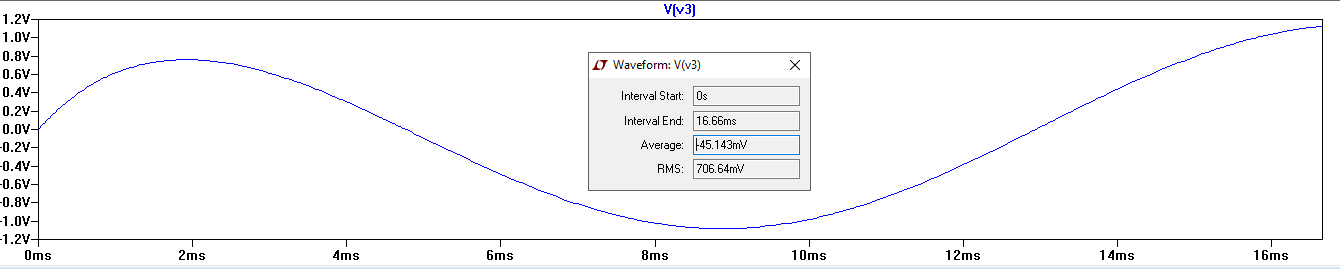 V(v3)
1.2V
1.0V
0.8V
0.6V
0.4V
0.2V
0.0V
-0.2V
-0.4V
-0.6V
-0.8V
-1.0V
-1.2V
0ms 2ms 4ms 6ms 8ms 10ms 12ms 14ms 16ms
Waveform: V(v3)
Interval Start: 0s
Interval End: 16.66ms
Average: -45.143mV
RMS: 706.64mV